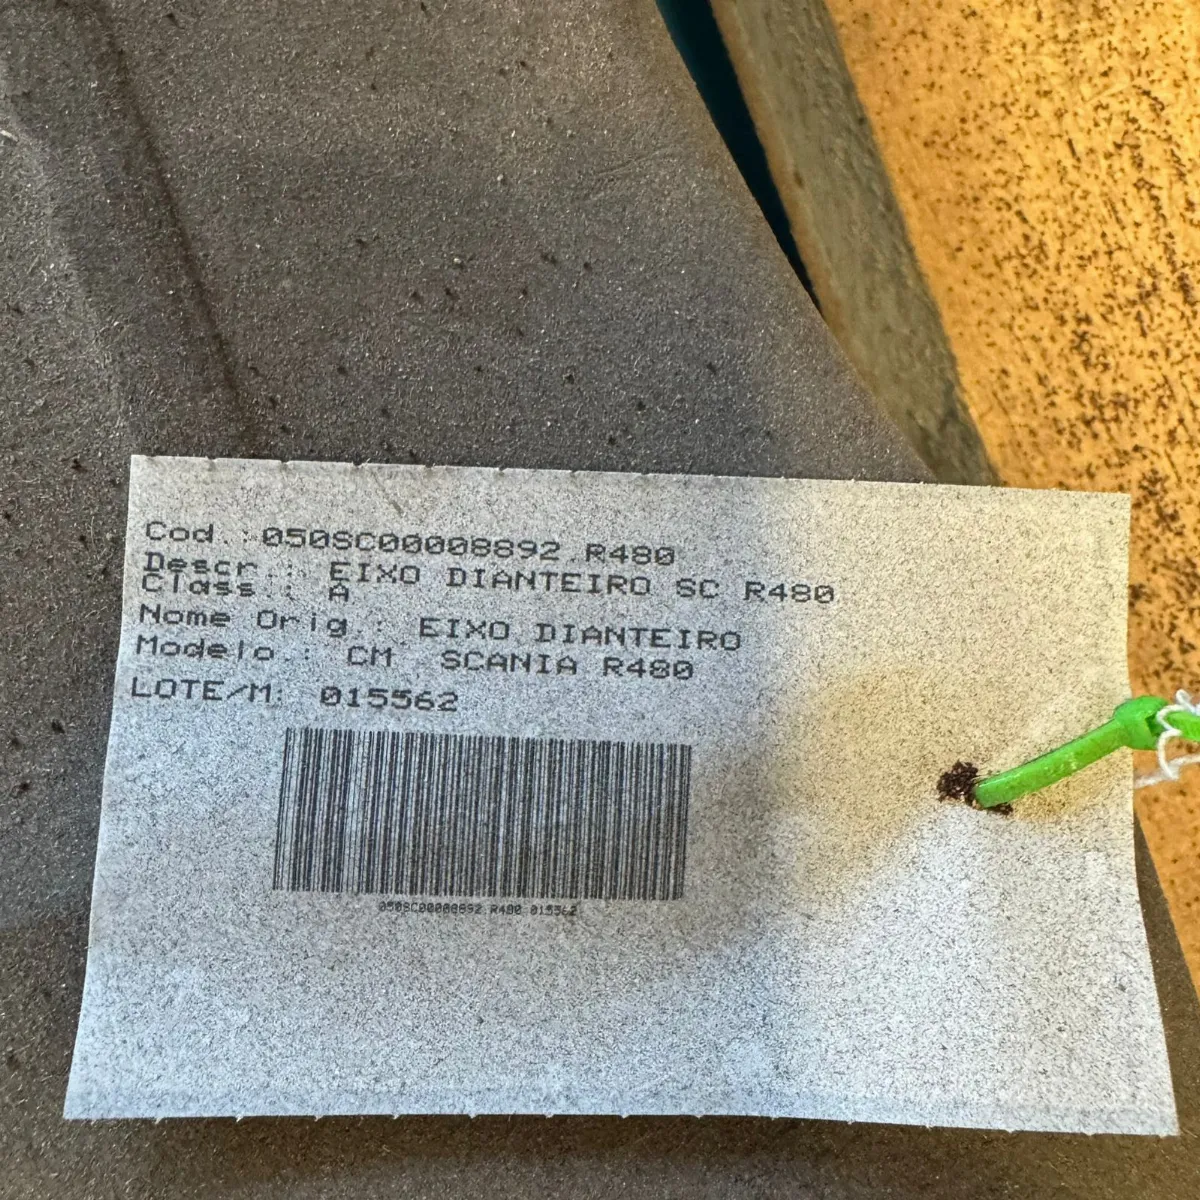 Cod.:050SC00008892.R480
Descr.: EIXO DIANTEIRO SC R480
Class.: A
Nome Orig.: EIXO DIANTEIRO
Modelo.: CM SCANIA R480
LOTE/M: 015562
050SC00008892.R480.015562